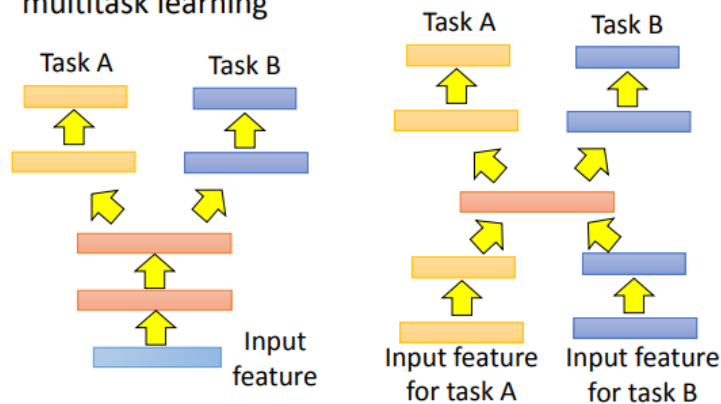 multitask learning
Task A
Task B
Input
feature
Task A
Task B
Input feature
for task A
Input feature
for task B